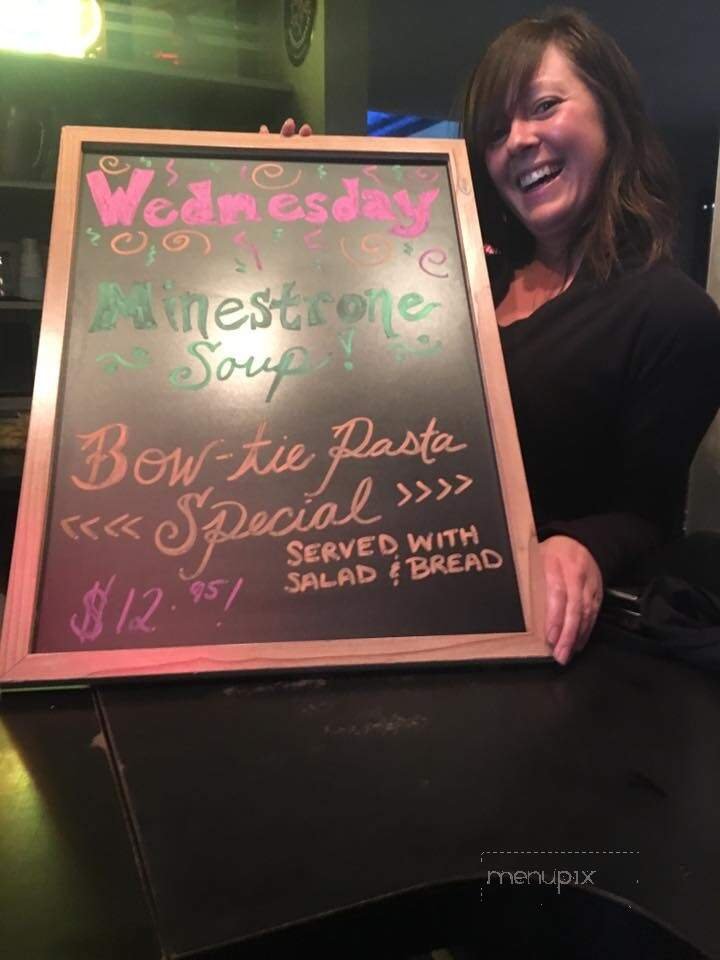 Wednesday
Minestrone
Soup!
Bow-tie Pasta
<<<< Special >>>>
SERVED WITH
SALAD & BREAD
$12.95!
menupix